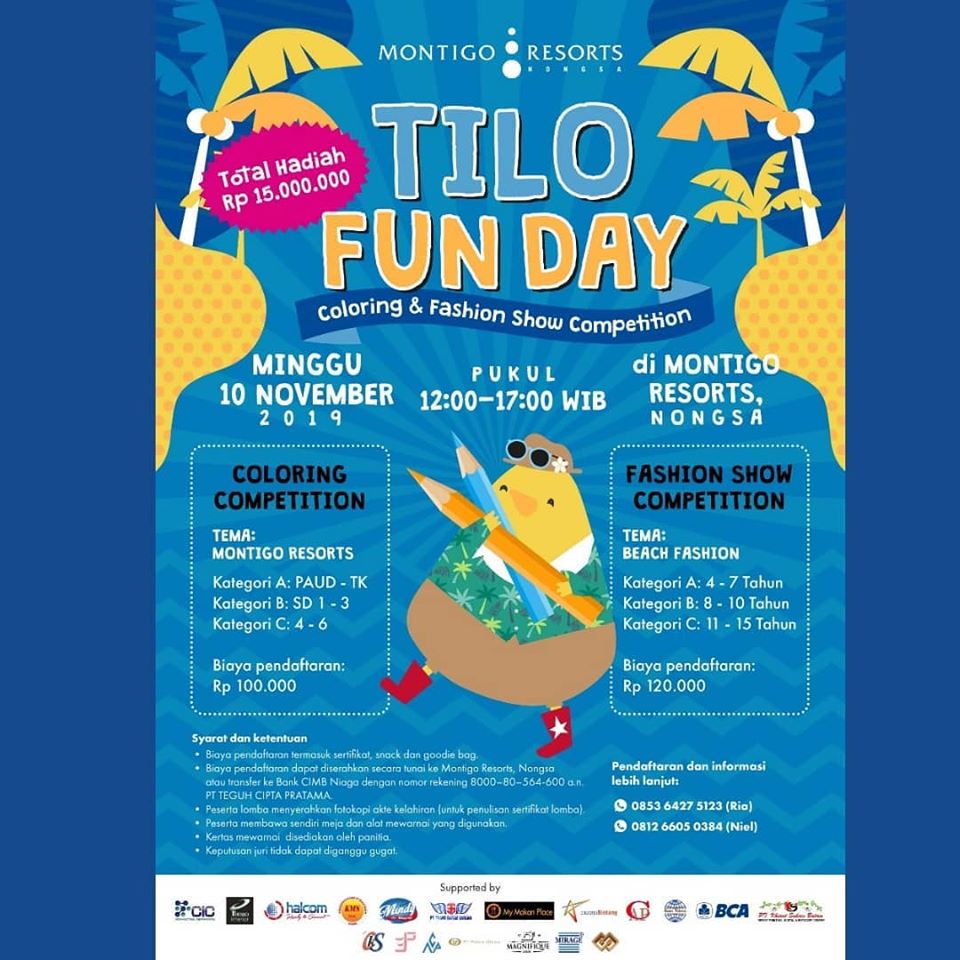 MONTIGO RESORTS
NONGSA
Total Hadiah
Rp 15.000.000
TILO
FUN DAY
Coloring & Fashion Show Competition
MINGGU
10 NOVEMBER
2019
PUKUL
12:00–17:00 WIB
di MONTIGO
RESORTS,
NONGSA
COLORING
COMPETITION
TEMA:
MONTIGO RESORTS
Kategori A: PAUD - TK
Kategori B: SD 1 - 3
Kategori C: 4 - 6
Biaya pendaftaran:
Rp 100.000
FASHION SHOW
COMPETITION
TEMA:
BEACH FASHION
Kategori A: 4 - 7 Tahun
Kategori B: 8 - 10 Tahun
Kategori C: 11 - 15 Tahun
Biaya pendaftaran:
Rp 120.000
Syarat dan ketentuan
• Biaya pendaftaran termasuk sertifikat, snack dan goodie bag.
• Biaya pendaftaran dapat diserahkan secara tunai ke Montigo Resorts, Nongsa
atau transfer ke Bank CIMB Niaga dengan nomor rekening 8000–80–564-600 a.n.
PT TEGUH CIPTA PRATAMA.
• Peserta lomba menyerahkan fotokopi akte kelahiran (untuk penulisan sertifikat lomba).
• Peserta membawa sendiri meja dan alat mewarnai yang digunakan.
• Kertas mewarnai disediakan oleh panitia.
• Keputusan juri tidak dapat diganggu gugat.
Pendaftaran dan informasi
lebih lanjut:
0853 6427 5123 (Ria)
0812 6605 0384 (Niel)
Supported by
CIC
halcom
KMN
Mindy
My Makan Place
BCA
MAGNIFIQUE
MIRAGE